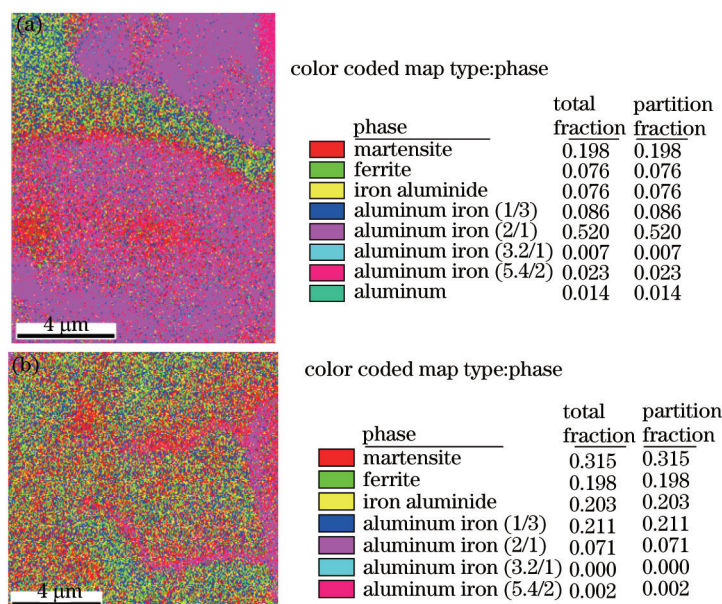 (a)
color coded map type:phase
total partition
phase fraction fraction
martensite 0.198 0.198
ferrite 0.076 0.076
iron aluminide 0.076 0.076
aluminum iron (1/3) 0.086 0.086
aluminum iron (2/1) 0.520 0.520
aluminum iron (3.2/1) 0.007 0.007
aluminum iron (5.4/2) 0.023 0.023
aluminum 0.014 0.014
4 μm
(b)
color coded map type:phase
total partition
phase fraction fraction
martensite 0.315 0.315
ferrite 0.198 0.198
iron aluminide 0.203 0.203
aluminum iron (1/3) 0.211 0.211
aluminum iron (2/1) 0.071 0.071
aluminum iron (3.2/1) 0.000 0.000
aluminum iron (5.4/2) 0.002 0.002
4 μm